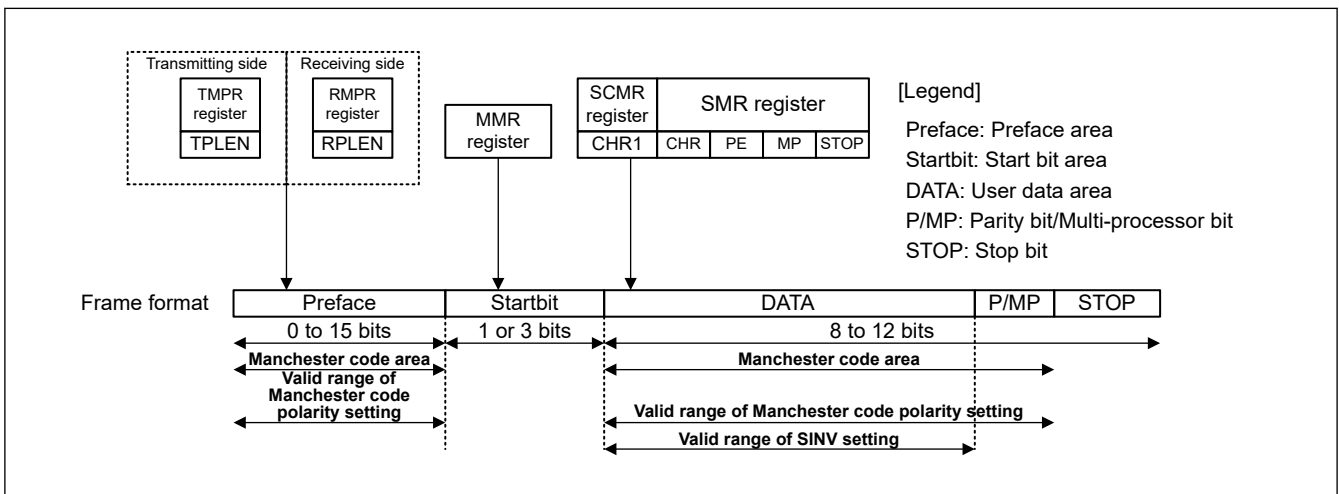 Transmitting side
Receiving side
TMPR
register
TPLEN
RMPR
register
RPLEN
MMR
register
SCMR
register
CHR1
SMR register
CHR
PE
MP
STOP
[Legend]
Preface: Preface area
Startbit: Start bit area
DATA: User data area
P/MP: Parity bit/Multi-processor bit
STOP: Stop bit
Frame format
Preface
Startbit
DATA
P/MP
STOP
0 to 15 bits
1 or 3 bits
8 to 12 bits
Manchester code area
Manchester code area
Valid range of
Manchester code
polarity setting
Valid range of Manchester code polarity setting
Valid range of SINV setting